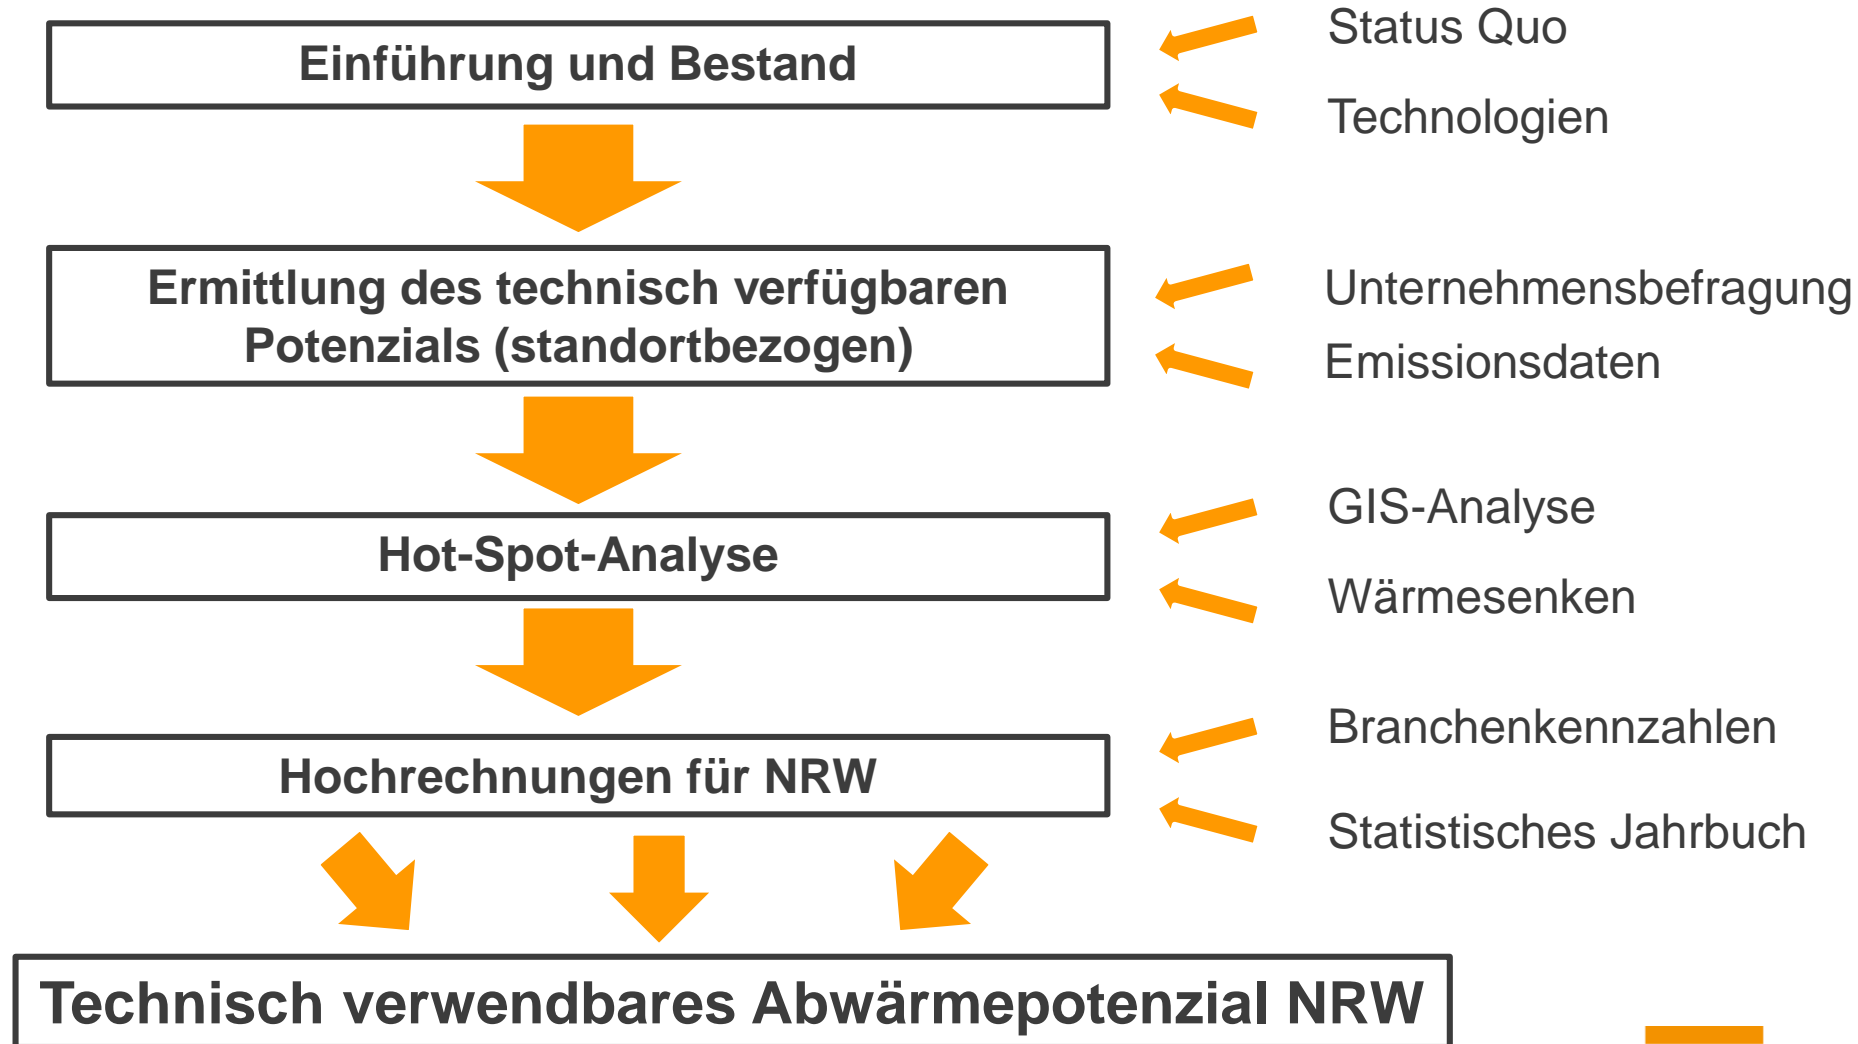 Einführung und Bestand
Status Quo
Technologien
Ermittlung des technisch verfügbaren
Potenzials (standortbezogen)
Unternehmensbefragung
Emissionsdaten
Hot-Spot-Analyse
GIS-Analyse
Wärmesenken
Hochrechnungen für NRW
Branchenkennzahlen
Statistisches Jahrbuch
Technisch verwendbares Abwärmepotenzial NRW